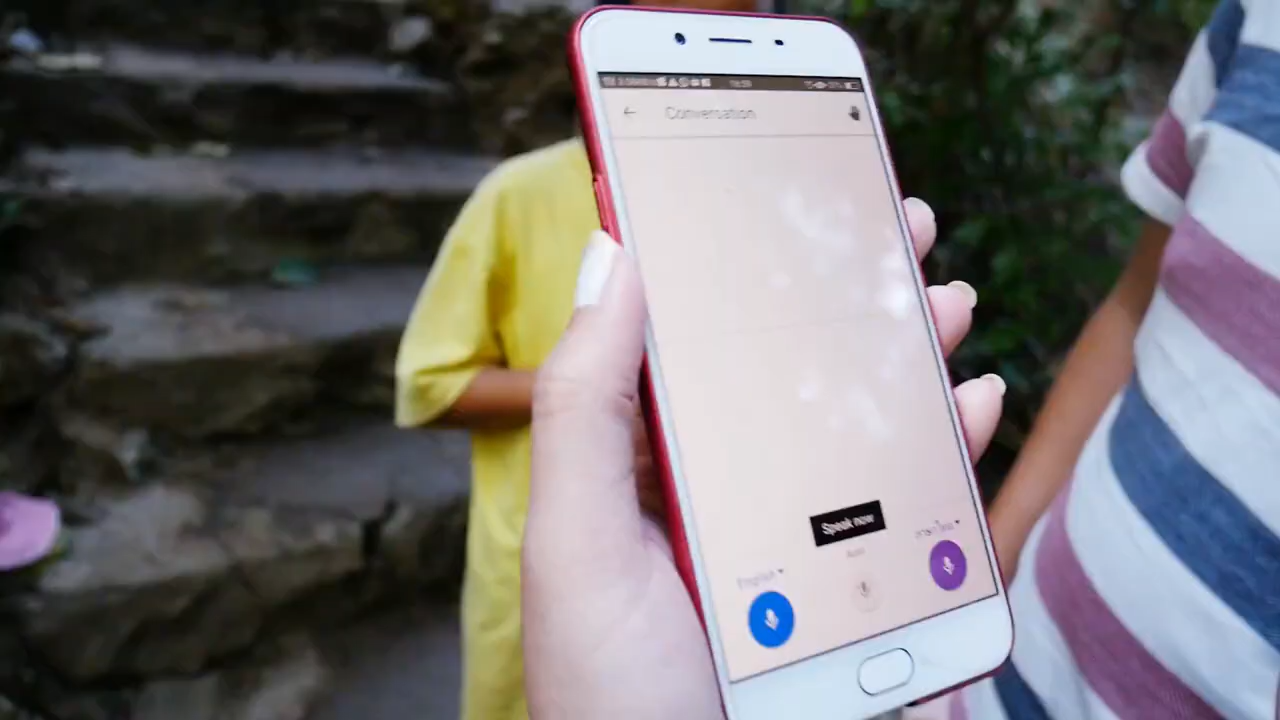 Conversation
Speak now
Auto
English
ภาษาไทย